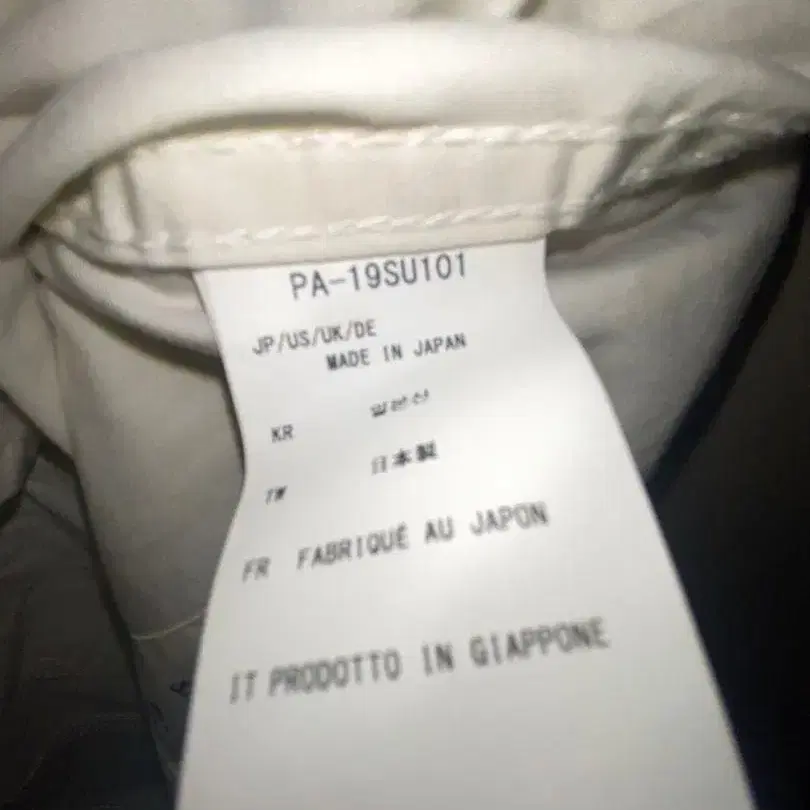 PA-19SU101
JP/US/UK/DE
MADE IN JAPAN
KR 일본산
TW 日本製
FR FABRIQUÉ AU JAPON
IT PRODOTTO IN GIAPPONE